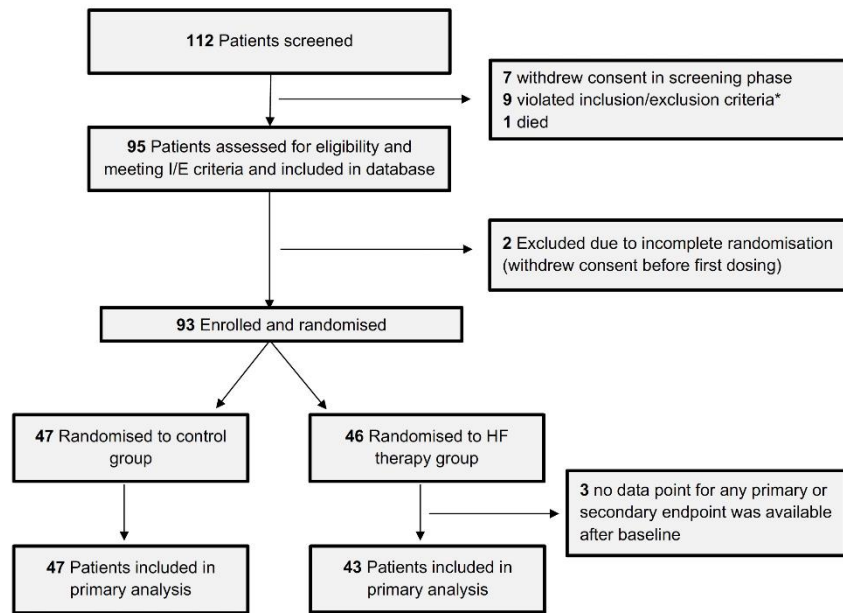 112 Patients screened
7 withdrew consent in screening phase
9 violated inclusion/exclusion criteria*
1 died
95 Patients assessed for eligibility and
meeting I/E criteria and included in database
2 Excluded due to incomplete randomisation
(withdrew consent before first dosing)
93 Enrolled and randomised
47 Randomised to control
group
46 Randomised to HF
therapy group
3 no data point for any primary or
secondary endpoint was available
after baseline
47 Patients included in
primary analysis
43 Patients included in
primary analysis